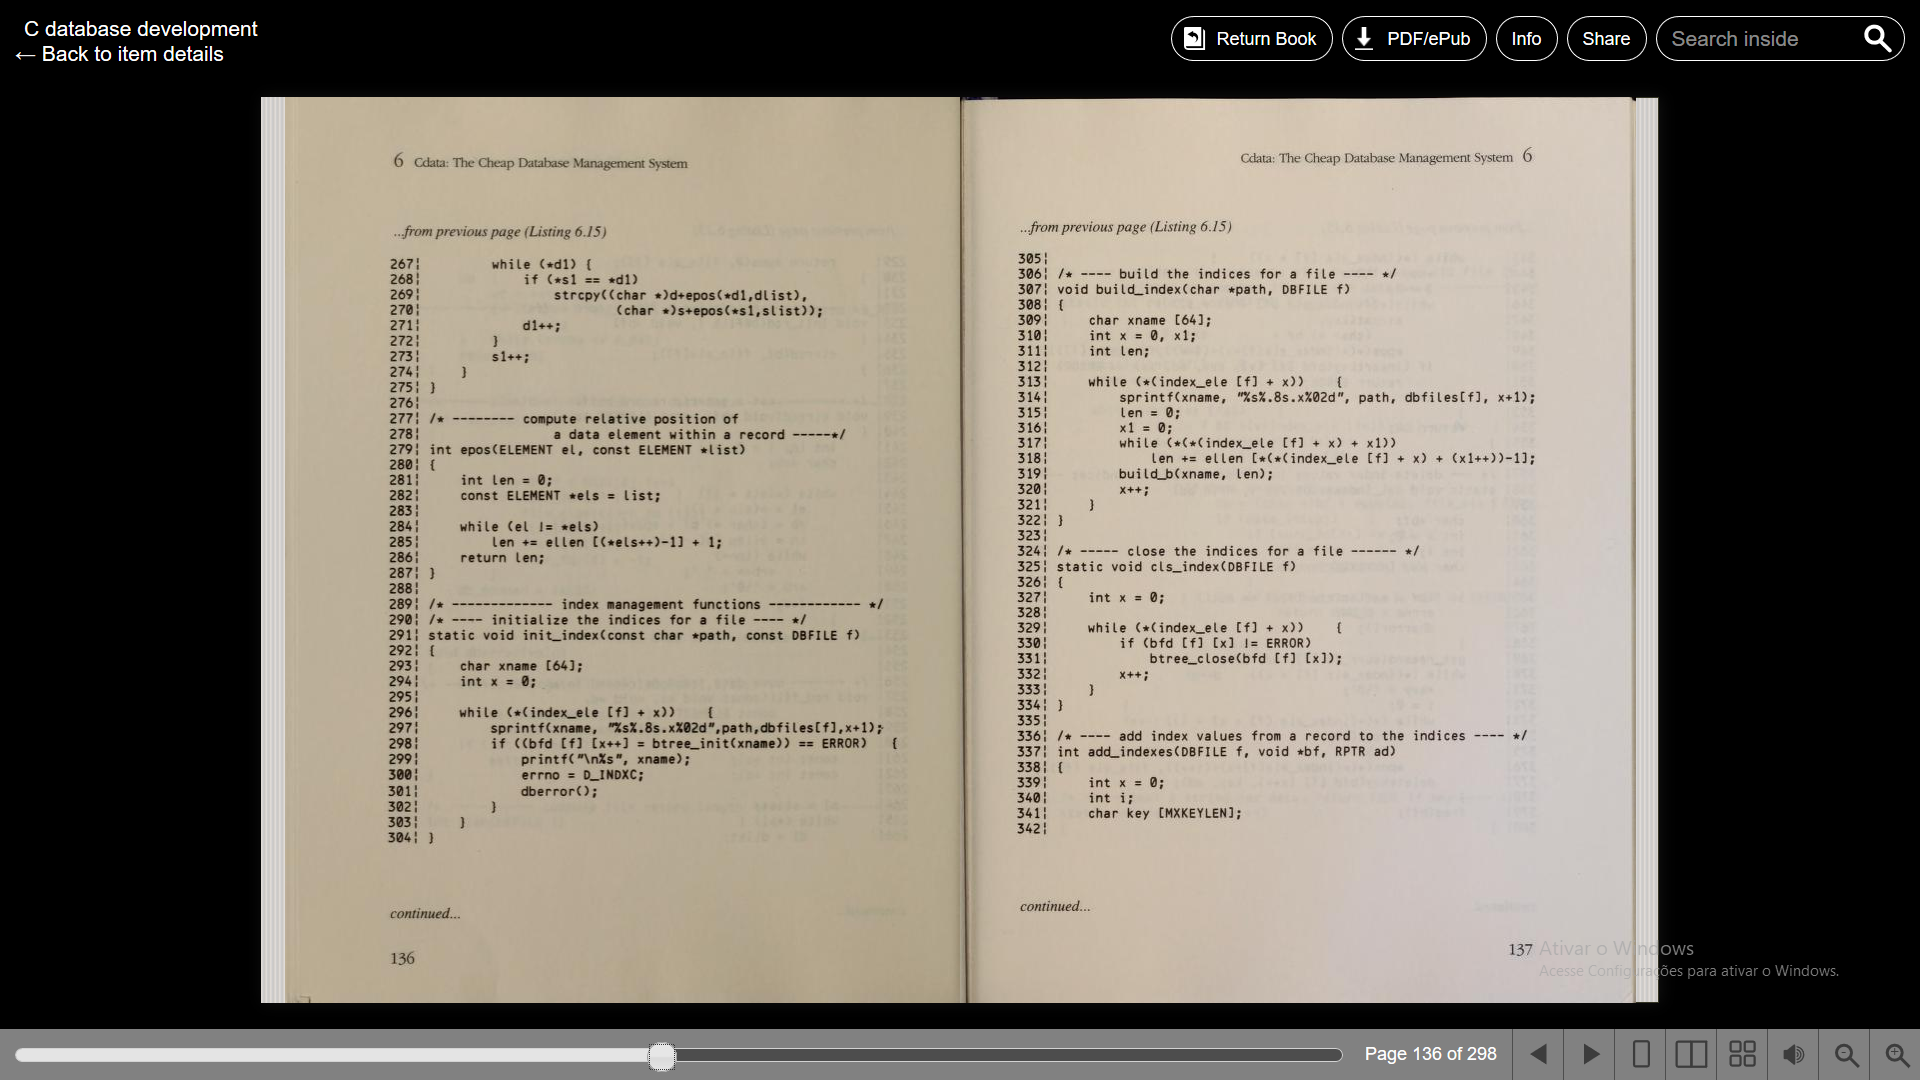 C database development
← Back to item details
Return Book
PDF/ePub
Info
Share
Search inside
6 Cdata: The Cheap Database Management System
...from previous page (Listing 6.15)
267¦         while (*d1) {
268¦             if (*s1 == *d1)
269¦                 strcpy((char *)d+epos(*d1,dlist),
270¦                         (char *)s+epos(*s1,slist));
271¦             d1++;
272¦         }
273¦         s1++;
274¦     }
275¦ }
276¦
277¦ /* -------- compute relative position of
278¦                 a data element within a record -----*/
279¦ int epos(ELEMENT el, const ELEMENT *list)
280¦ {
281¦     int len = 0;
282¦     const ELEMENT *els = list;
283¦
284¦     while (el != *els)
285¦         len += ellen [(*els++)-1] + 1;
286¦     return len;
287¦ }
288¦
289¦ /* ------------- index management functions ------------ */
290¦ /* ---- initialize the indices for a file ---- */
291¦ static void init_index(const char *path, const DBFILE f)
292¦ {
293¦     char xname [64];
294¦     int x = 0;
295¦
296¦     while (*(index_ele [f] + x))    {
297¦         sprintf(xname, "%s%.8s.x%02d",path,dbfiles[f],x+1);
298¦         if ((bfd [f] [x++] = btree_init(xname)) == ERROR)    {
299¦             printf("\n%s", xname);
300¦             errno = D_INDXC;
301¦             dberror();
302¦         }
303¦     }
304¦ }
continued...
136
Cdata: The Cheap Database Management System 6
...from previous page (Listing 6.15)
305¦
306¦ /* ---- build the indices for a file ---- */
307¦ void build_index(char *path, DBFILE f)
308¦ {
309¦     char xname [64];
310¦     int x = 0, x1;
311¦     int len;
312¦
313¦     while (*(index_ele [f] + x))    {
314¦         sprintf(xname, "%s%.8s.x%02d", path, dbfiles[f], x+1);
315¦         len = 0;
316¦         x1 = 0;
317¦         while (*(*(index_ele [f] + x) + x1))
318¦             len += ellen [*(*(index_ele [f] + x) + (x1++))-1];
319¦         build_b(xname, len);
320¦         x++;
321¦     }
322¦ }
323¦
324¦ /* ----- close the indices for a file ------ */
325¦ static void cls_index(DBFILE f)
326¦ {
327¦     int x = 0;
328¦
329¦     while (*(index_ele [f] + x))    {
330¦         if (bfd [f] [x] != ERROR)
331¦             btree_close(bfd [f] [x]);
332¦         x++;
333¦     }
334¦ }
335¦
336¦ /* ---- add index values from a record to the indices ---- */
337¦ int add_indexes(DBFILE f, void *bf, RPTR ad)
338¦ {
339¦     int x = 0;
340¦     int i;
341¦     char key [MXKEYLEN];
342¦
continued...
137
Ativar o Windows
Acesse Configurações para ativar o Windows.
Page 136 of 298